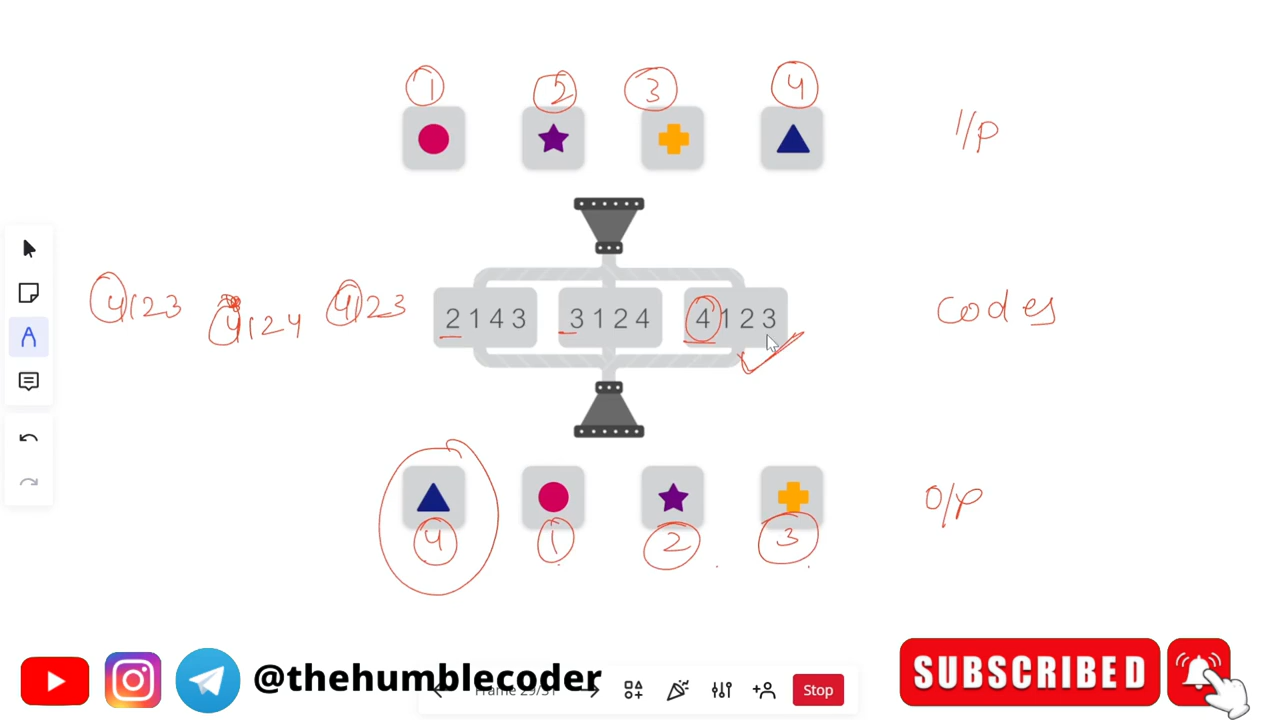 1 2 3 4
I/P
4123 4124 4123 2143 3124 4123 Codes
O/P
4 1 2 3
@thehumblecoder
Stop
SUBSCRIBED